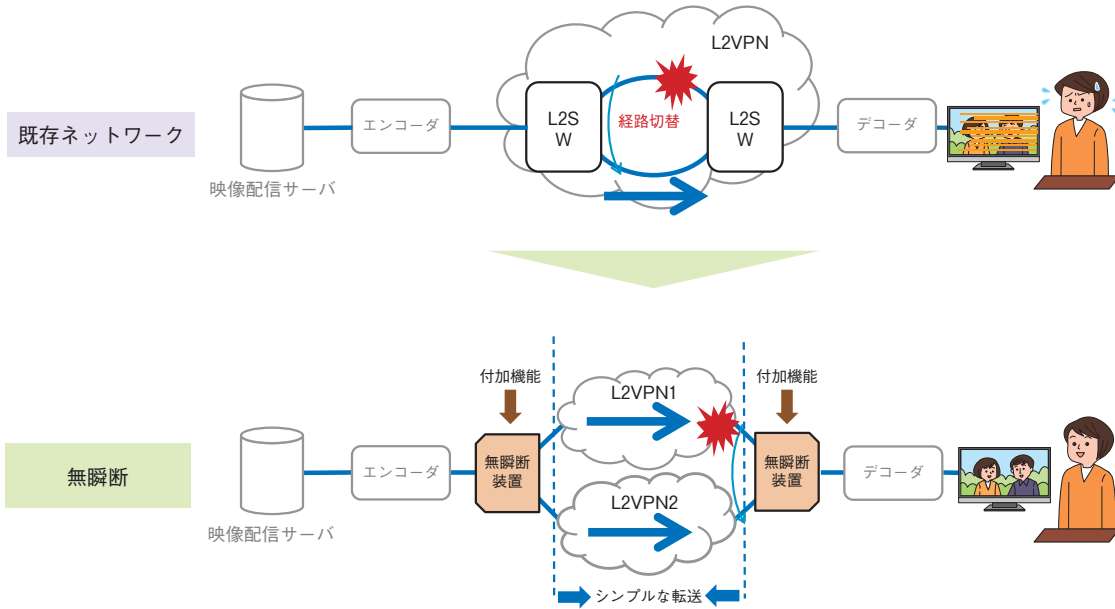 L2VPN
既存ネットワーク
エンコーダ
L2S
W
経路切替
L2S
W
デコーダ
映像配信サーバ
付加機能
付加機能
L2VPN1
無瞬断
エンコーダ
無瞬断
装置
無瞬断
装置
デコーダ
L2VPN2
映像配信サーバ
シンプルな転送